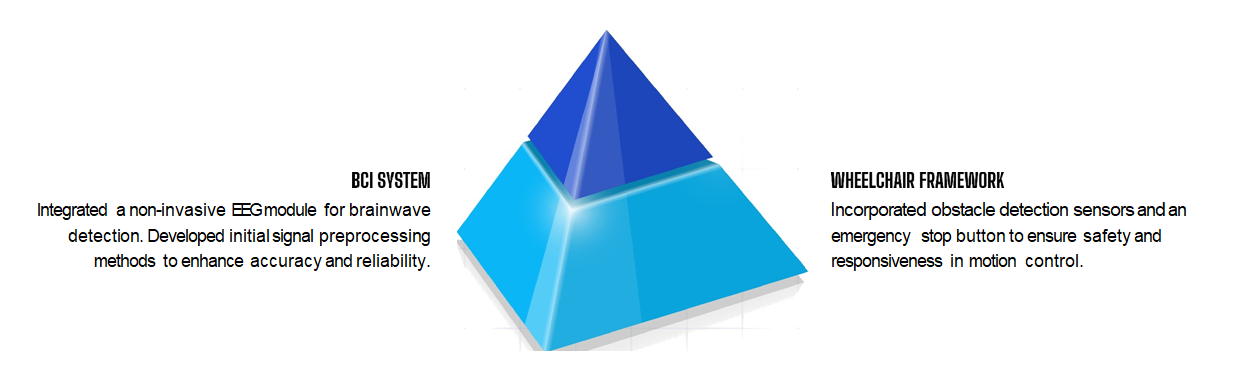 BCI SYSTEM
Integrated a non-invasive EEG module for brainwave
detection. Developed initial signal preprocessing
methods to enhance accuracy and reliability.
WHEELCHAIR FRAMEWORK
Incorporated obstacle detection sensors and an
emergency stop button to ensure safety and
responsiveness in motion control.